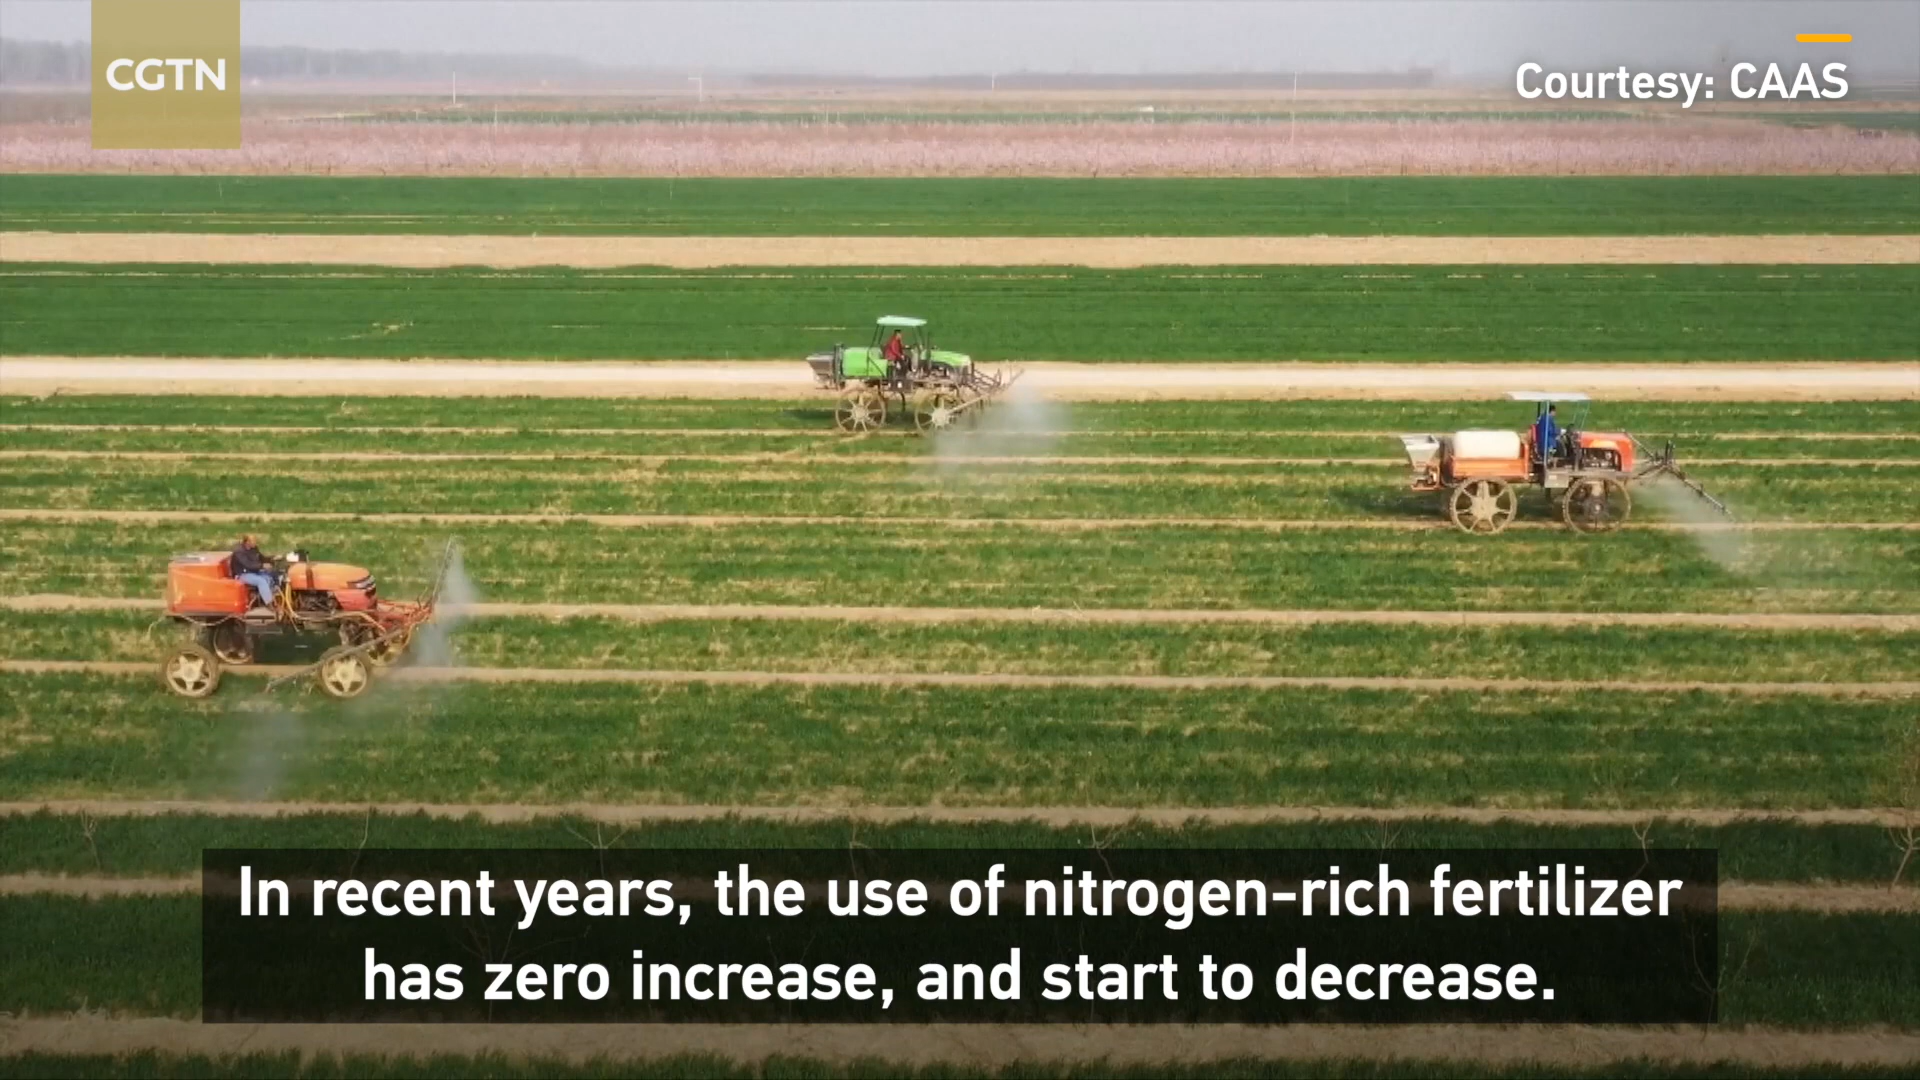 CGTN
Courtesy: CAAS
In recent years, the use of nitrogen-rich fertilizer
has zero increase, and start to decrease.